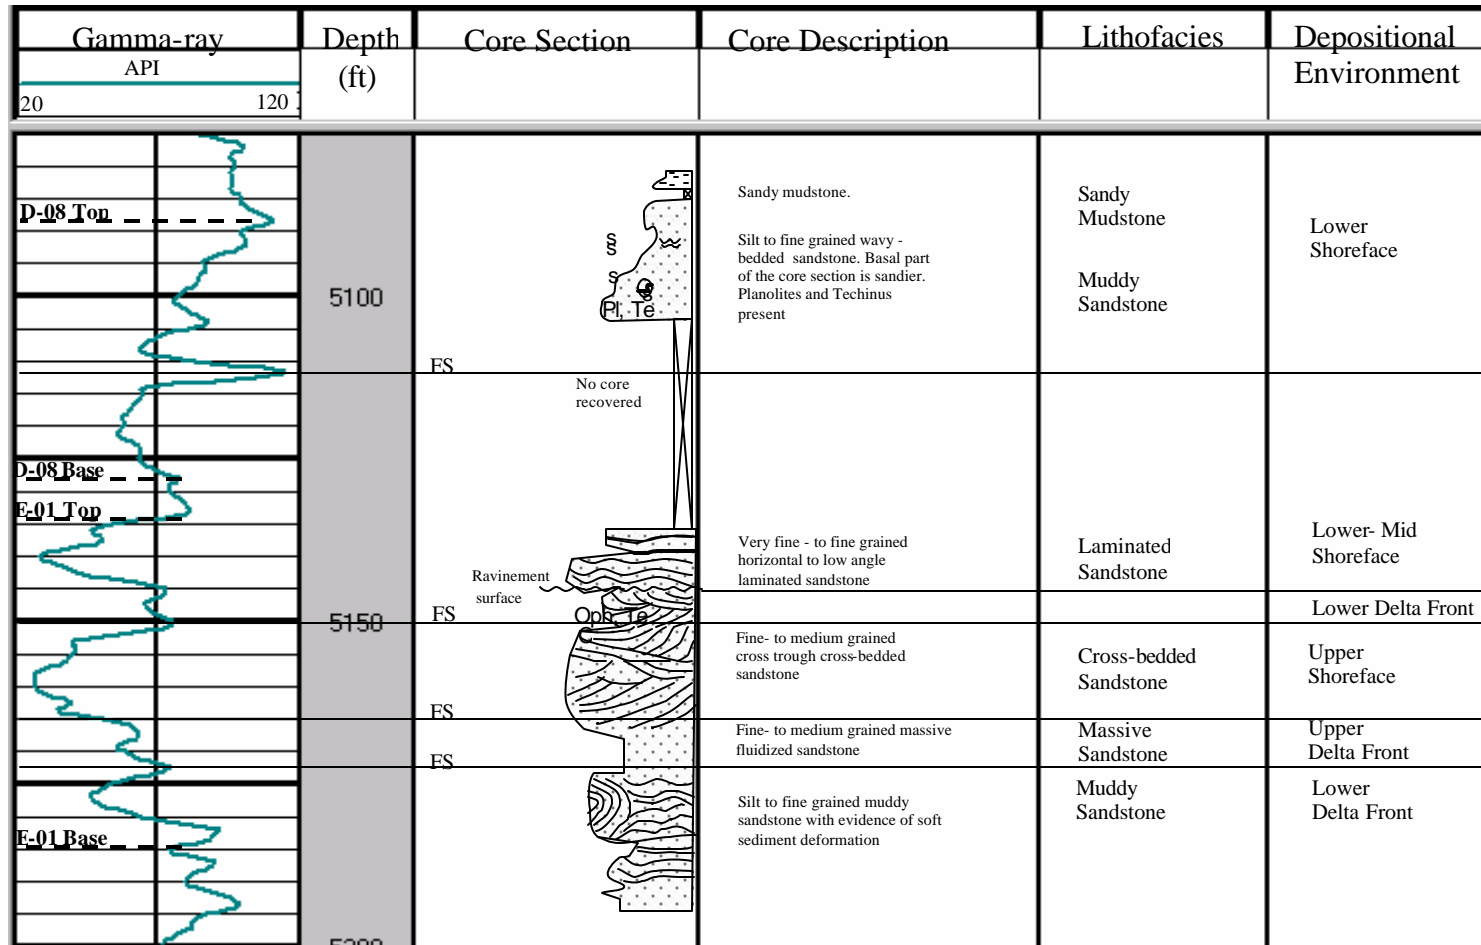 Gamma-ray
Depth
(ft)
Core Section
Core Description
Lithofacies
Depositional
Environment
API
20
120
D-08 Top
D-08 Base
E-01 Top
E-01 Base
5100
5150
S
S
S
S
Pl, Te
FS
No core
recovered
Ravinement
surface
FS
Oph, Te
FS
FS
Sandy mudstone.
Silt to fine grained wavy -
bedded sandstone. Basal part
of the core section is sandier.
Planolites and Techinus
present
Very fine - to fine grained
horizontal to low angle
laminated sandstone
Fine- to medium grained
cross trough cross-bedded
sandstone
Fine- to medium grained massive
fluidized sandstone
Silt to fine grained muddy
sandstone with evidence of soft
sediment deformation
Sandy
Mudstone
Muddy
Sandstone
Laminated
Sandstone
Cross-bedded
Sandstone
Massive
Sandstone
Muddy
Sandstone
Lower
Shoreface
Lower- Mid
Shoreface
Lower Delta Front
Upper
Shoreface
Upper
Delta Front
Lower
Delta Front